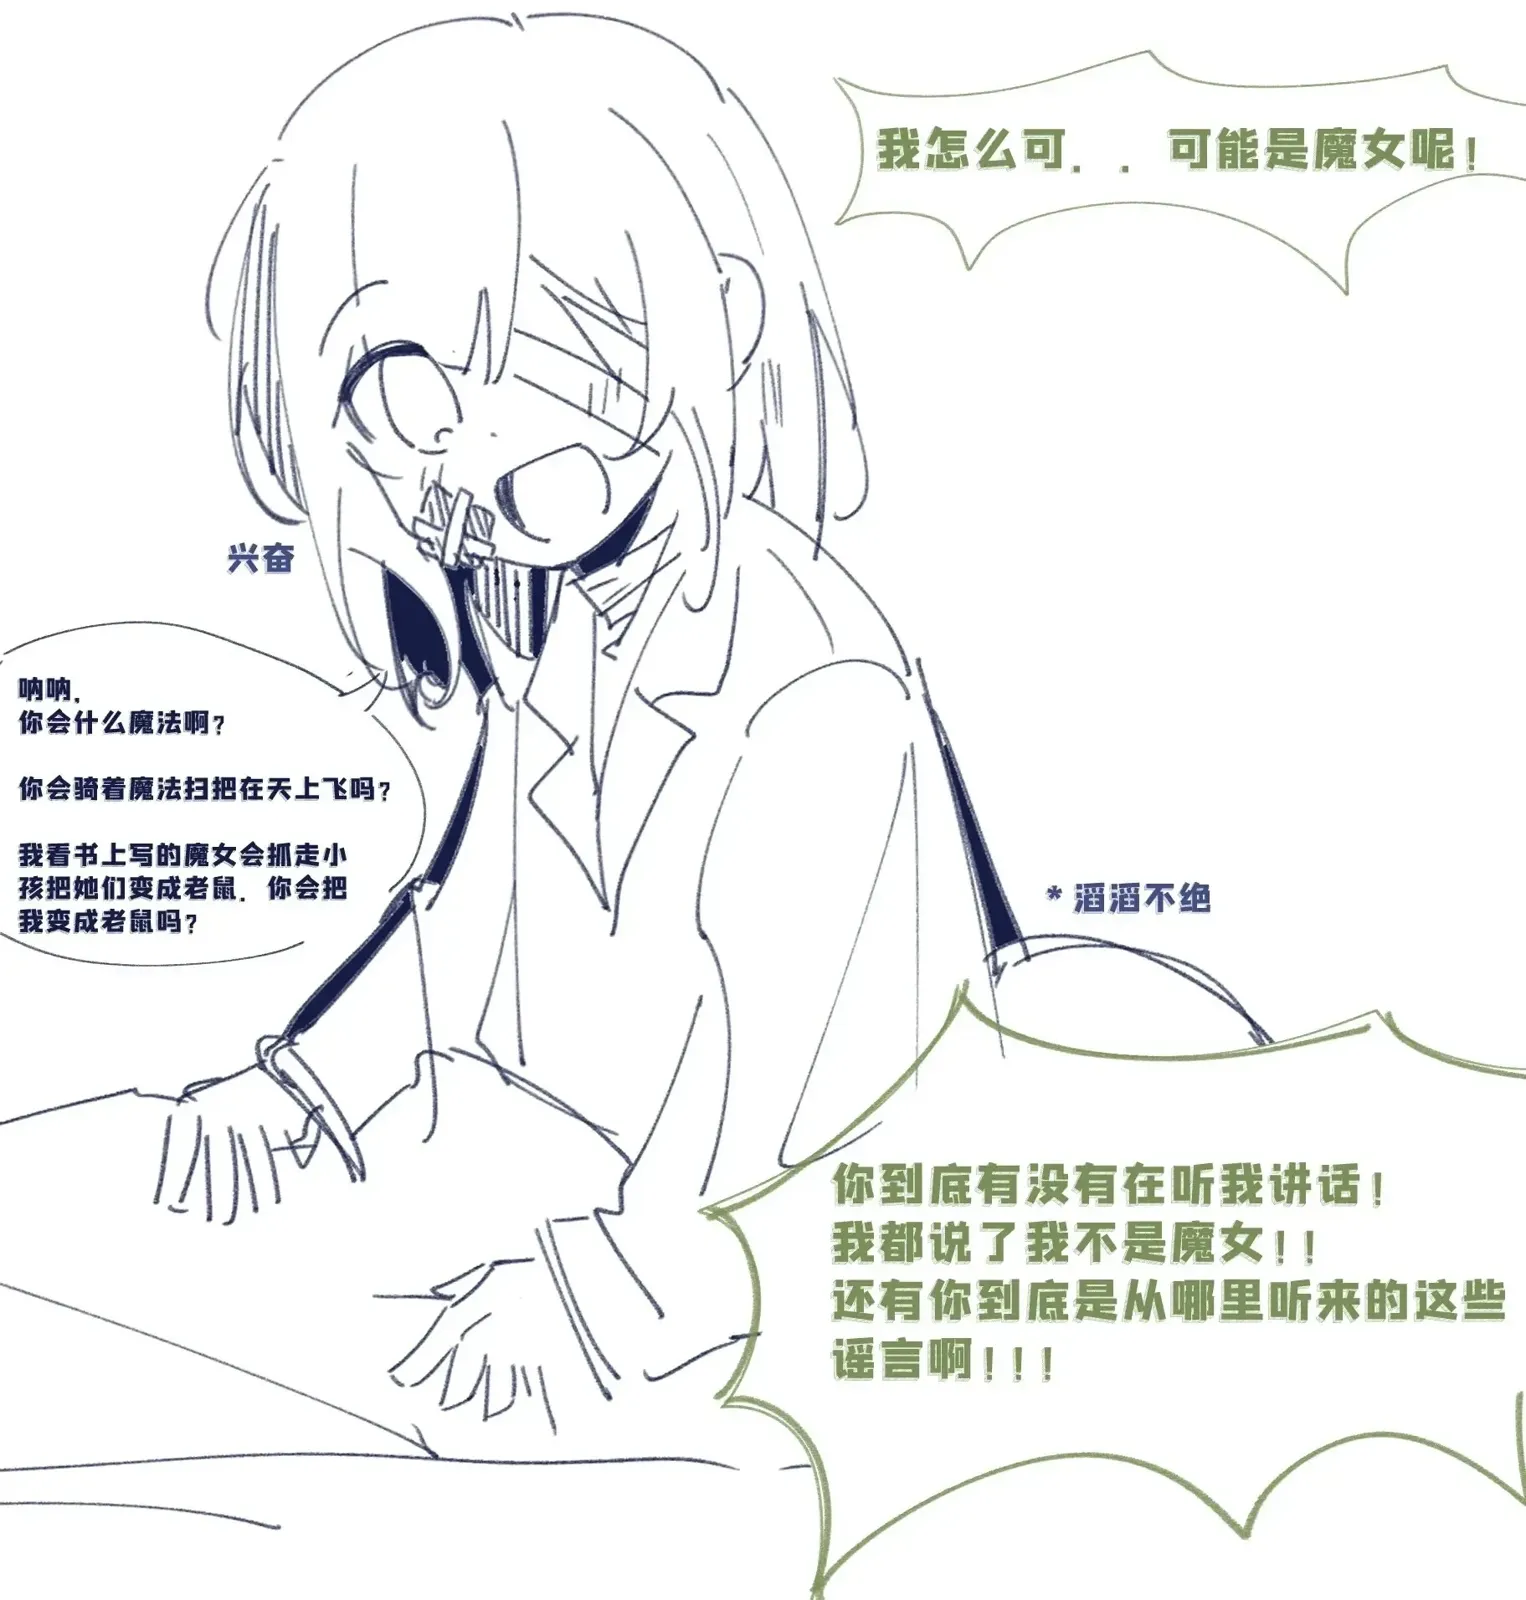 我怎么可．．可能是魔女呢！
兴奋
呐呐．
你会什么魔法啊？
你会骑着魔法扫把在天上飞吗？
我看书上写的魔女会抓走小
孩把她们变成老鼠．你会把
我变成老鼠吗？
*滔滔不绝
你到底有没有在听我讲话！
我都说了我不是魔女！！
还有你到底是从哪里听来的这些
谣言啊！！！